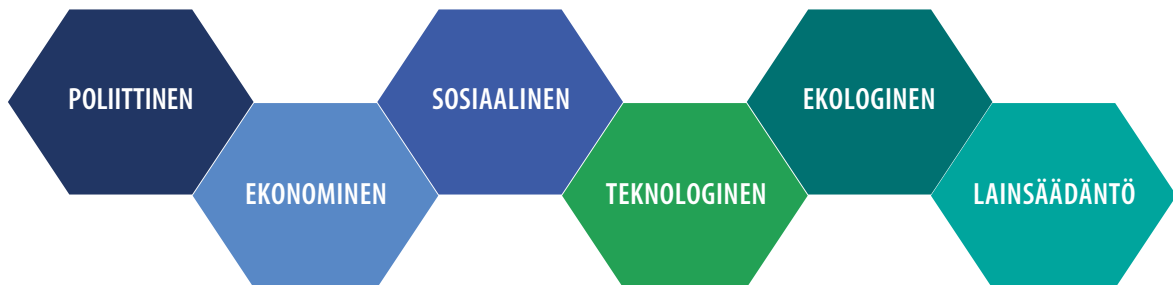 POLIITTINEN
EKONOMINEN
SOSIAALINEN
TEKNOLOGINEN
EKOLOGINEN
LAINSÄÄDÄNTÖ